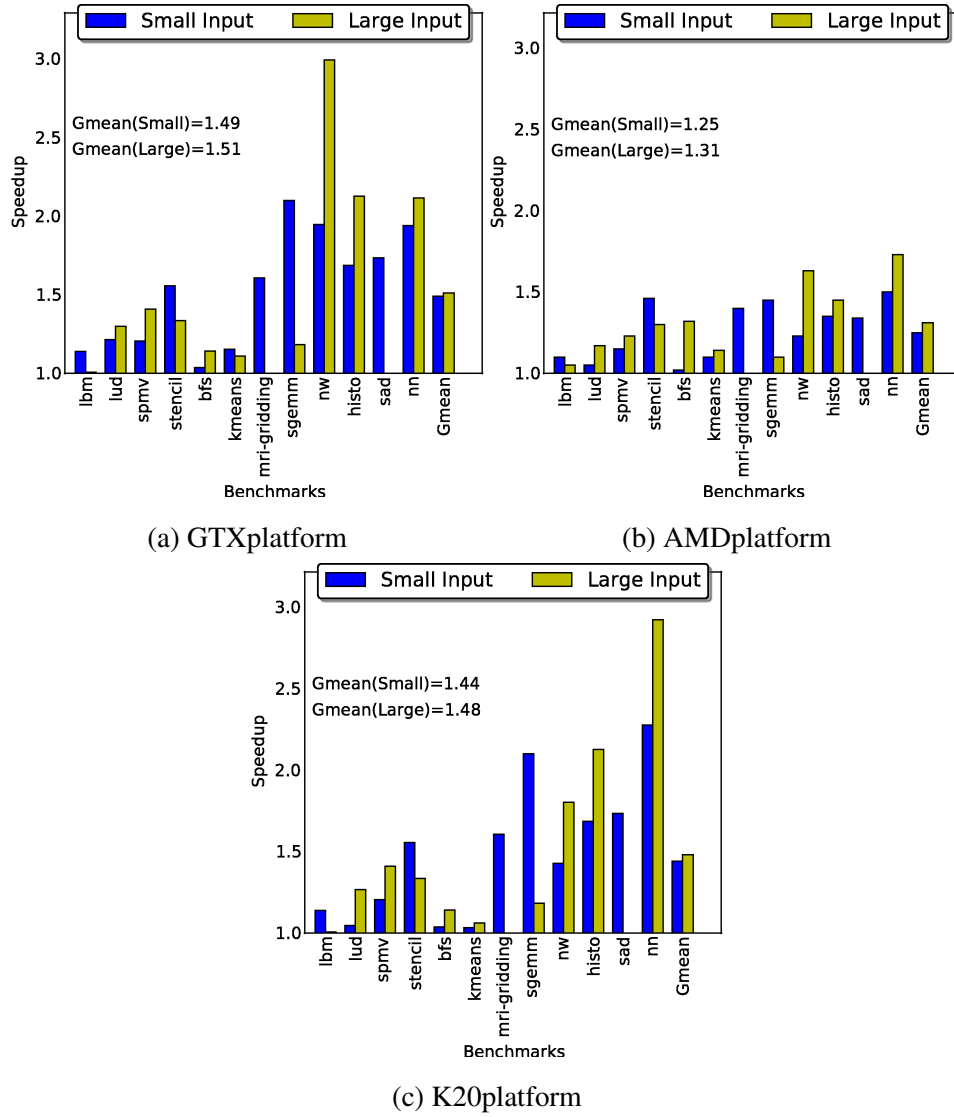 Small Input Large Input
3.0
2.5
2.0
1.5
1.0
Speedup
Gmean(Small)=1.49
Gmean(Large)=1.51
lbm lud spmv stencil bfs kmeans mri-gridding sgemm nw histo sad nn Gmean
Benchmarks
(a) GTXplatform
Small Input Large Input
3.0
2.5
2.0
1.5
1.0
Speedup
Gmean(Small)=1.25
Gmean(Large)=1.31
lbm lud spmv stencil bfs kmeans mri-gridding sgemm nw histo sad nn Gmean
Benchmarks
(b) AMDplatform
Small Input Large Input
3.0
2.5
2.0
1.5
1.0
Speedup
Gmean(Small)=1.44
Gmean(Large)=1.48
lbm lud spmv stencil bfs kmeans mri-gridding sgemm nw histo sad nn Gmean
Benchmarks
(c) K20platform